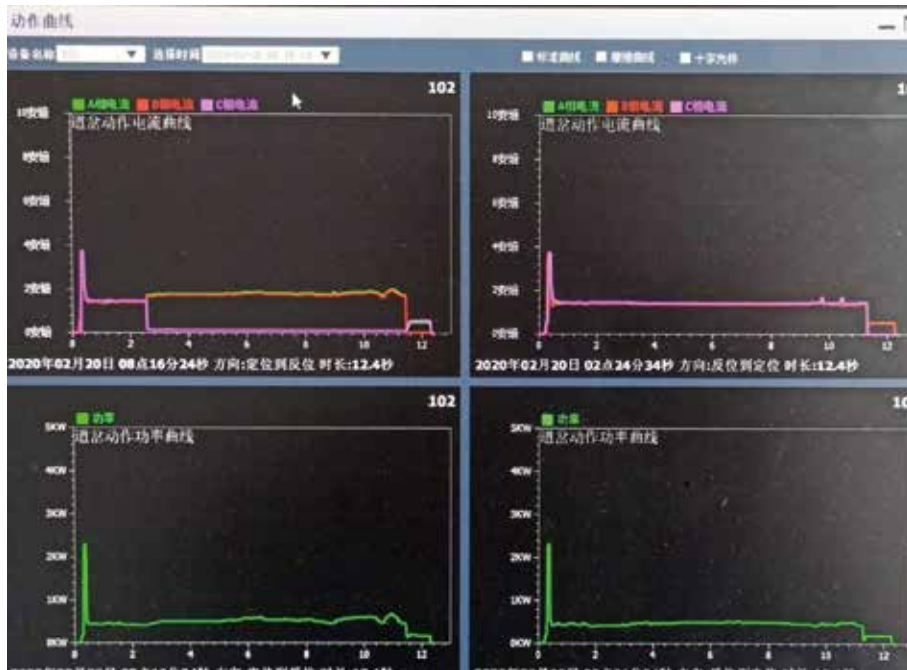 动作曲线
设备名称 选择时间
标准曲线 摩擦曲线 十字光标
102
A相电流 B相电流 C相电流
道岔动作电流曲线
10安培
8安培
6安培
4安培
2安培
0安培
0 2 4 6 8 10 12
2020年02月20日 08点16分24秒 方向:定位到反位 时长:12.4秒
10
A相电流 B相电流 C相电流
道岔动作电流曲线
10安培
8安培
6安培
4安培
2安培
0安培
0 2 4 6 8 10 12
2020年02月20日 02点24分34秒 方向:反位到定位 时长:12.4秒
102
功率
道岔动作功率曲线
5KW
4KW
3KW
2KW
1KW
0KW
0 2 4 6 8 10 12
10
功率
道岔动作功率曲线
5KW
4KW
3KW
2KW
1KW
0KW
0 2 4 6 8 10 12